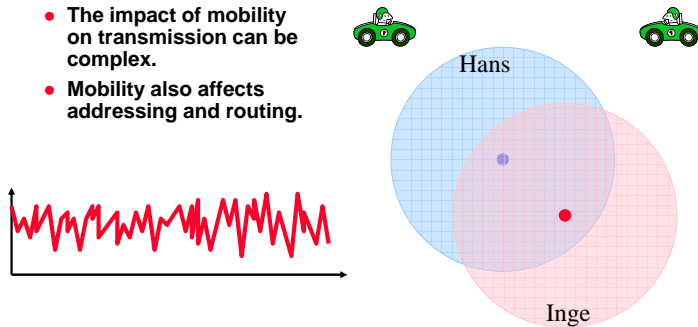 The impact of mobility
on transmission can be
complex.
Mobility also affects
addressing and routing.
Hans
Inge